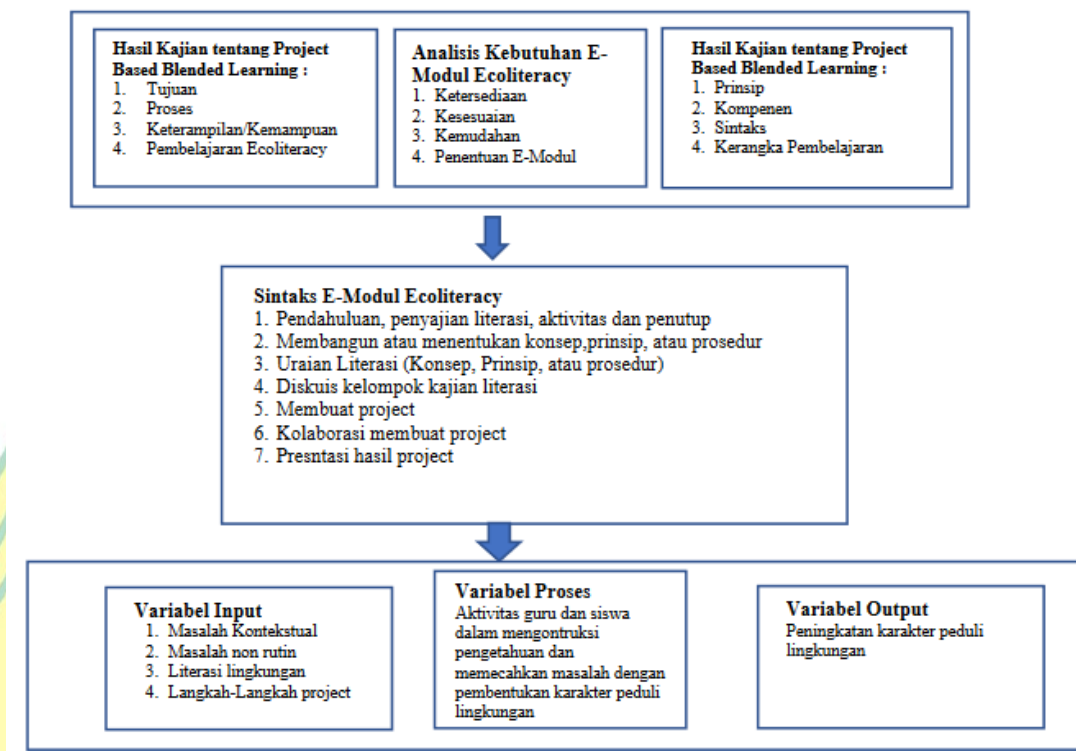 Hasil Kajian tentang Project
Based Blended Learning :
1. Tujuan
2. Proses
3. Keterampilan/Kemampuan
4. Pembelajaran Ecoliteracy
Analisis Kebutuhan E-
Modul Ecoliteracy
1. Ketersediaan
2. Kesesuaian
3. Kemudahan
4. Penentuan E-Modul
Hasil Kajian tentang Project
Based Blended Learning :
1. Prinsip
2. Kompenen
3. Sintaks
4. Kerangka Pembelajaran
Sintaks E-Modul Ecoliteracy
1. Pendahuluan, penyajian literasi, aktivitas dan penutup
2. Membangun atau menentukan konsep,prinsip, atau prosedur
3. Uraian Literasi (Konsep, Prinsip, atau prosedur)
4. Diskuis kelompok kajian literasi
5. Membuat project
6. Kolaborasi membuat project
7. Presntasi hasil project
Variabel Input
1. Masalah Kontekstual
2. Masalah non rutin
3. Literasi lingkungan
4. Langkah-Langkah project
Variabel Proses
Aktivitas guru dan siswa
dalam mengontruksi
pengetahuan dan
memecahkan masalah dengan
pembentukan karakter peduli
lingkungan
Variabel Output
Peningkatan karakter peduli
lingkungan